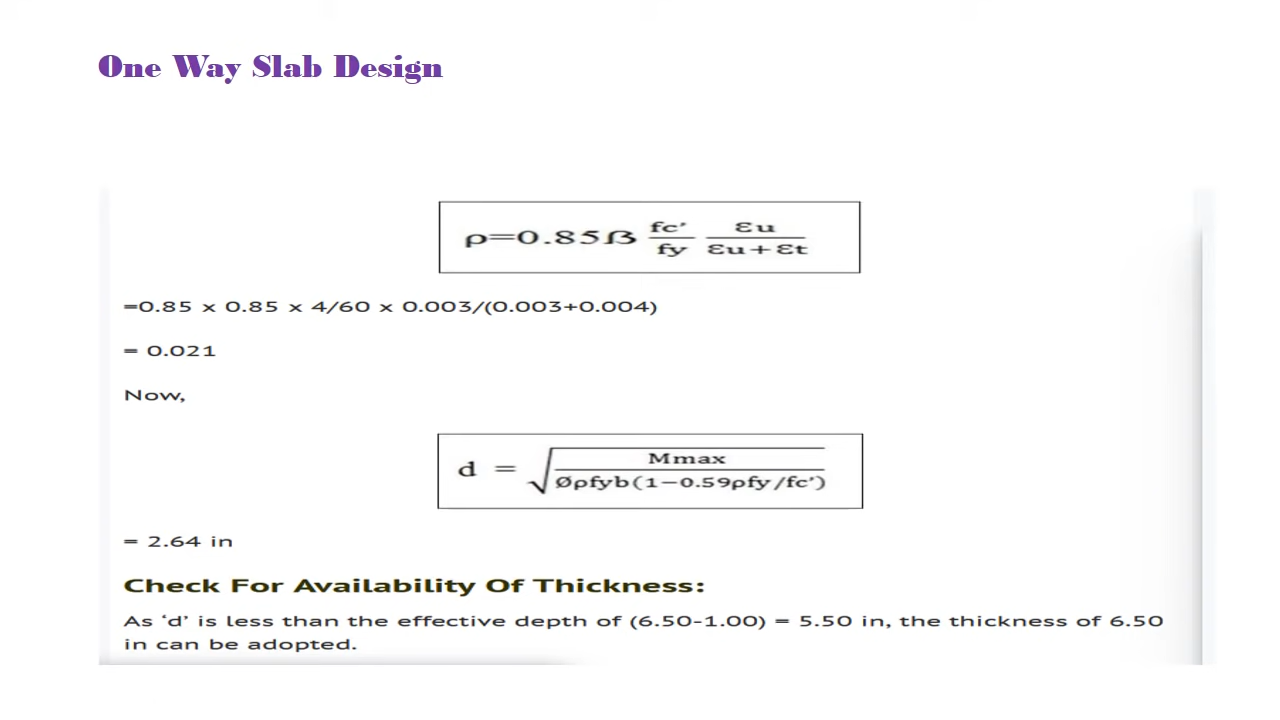 One Way Slab Design
ρ=0.85ß fc’/fy εu/εu+εt
=0.85 x 0.85 x 4/60 x 0.003/(0.003+0.004)
= 0.021
Now,
d = √Mmax/Øρfyb(1−0.59ρfy/fc’)
= 2.64 in
Check For Availability Of Thickness:
As ‘d’ is less than the effective depth of (6.50-1.00) = 5.50 in, the thickness of 6.50
in can be adopted.